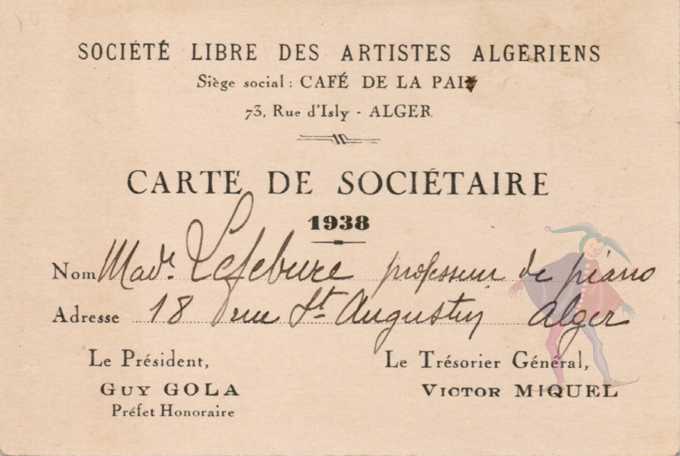 SOCIÉTÉ LIBRE DES ARTISTES ALGERIENS
Siège social : CAFÉ DE LA PAIX
73, Rue d'Isly - ALGER
CARTE DE SOCIÉTAIRE
1938
Nom Made Lefebure professeur de piano
Adresse 18 rue St Augustin Alger
Le Président, Le Trésorier Général,
GUY GOLA VICTOR MIQUEL
Préfet Honoraire